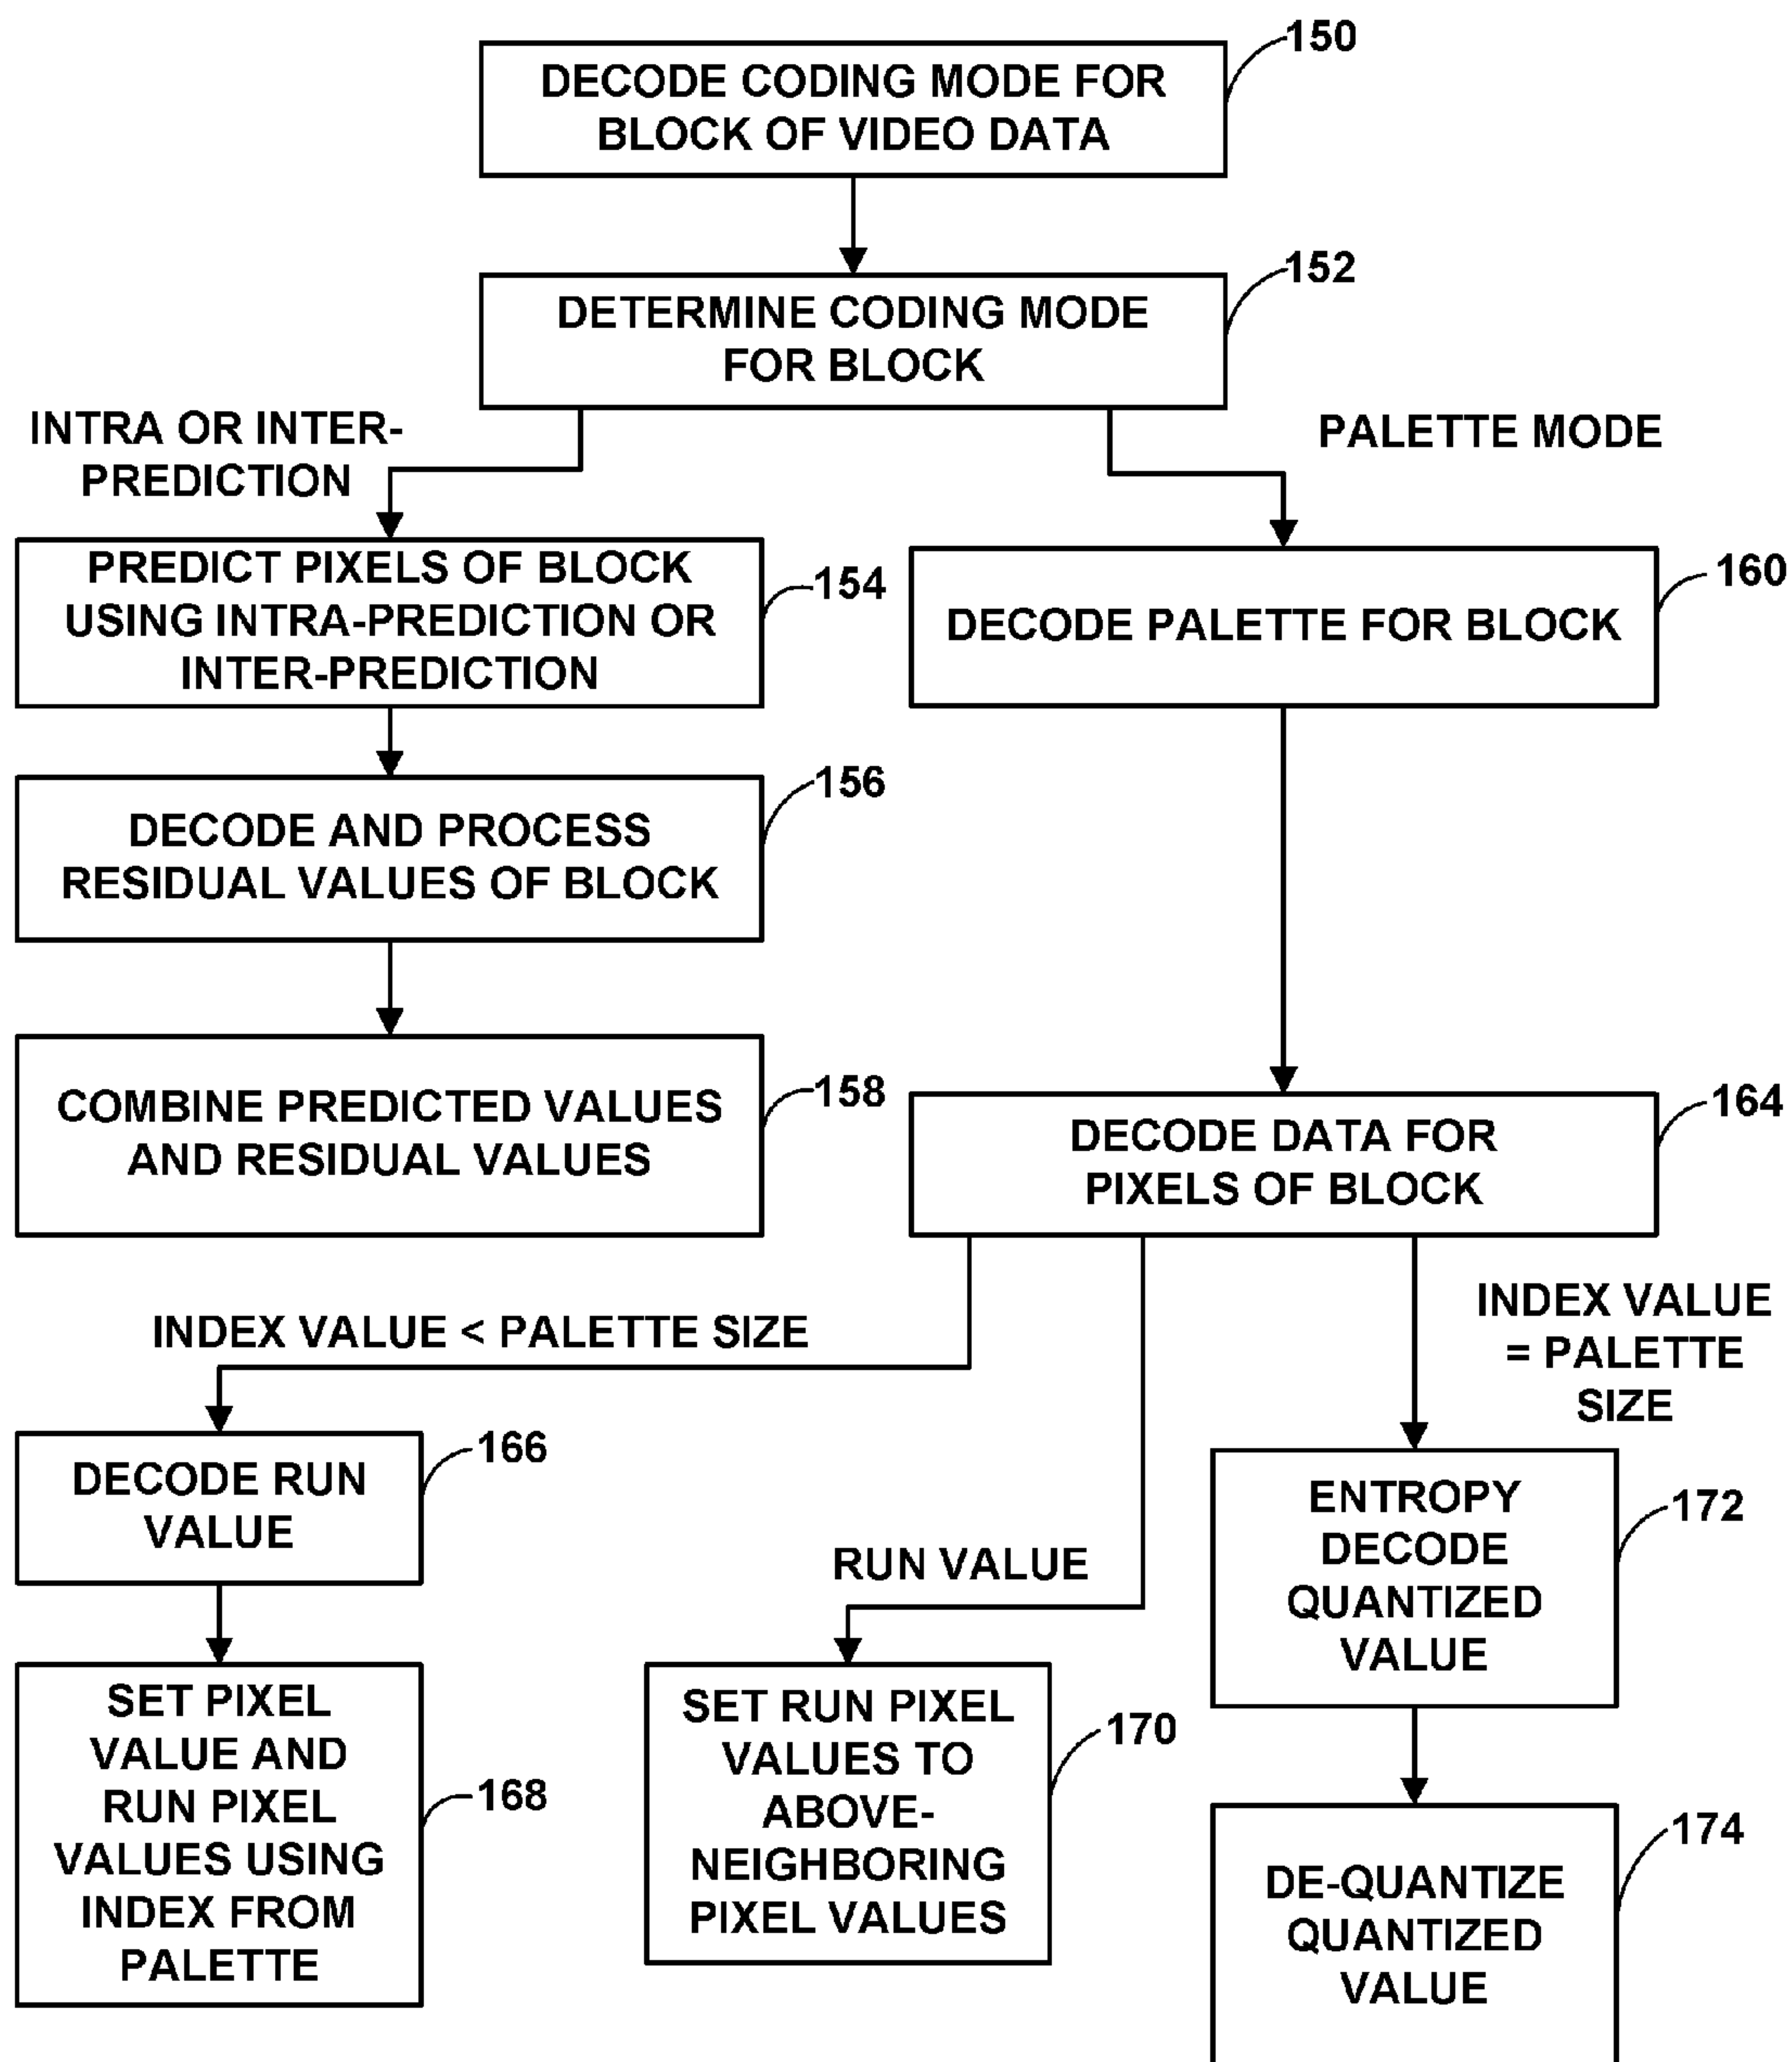 150
DECODE CODING MODE FOR
BLOCK OF VIDEO DATA
152
DETERMINE CODING MODE
FOR BLOCK
INTRA OR INTER-
PREDICTION
PALETTE MODE
PREDICT PIXELS OF BLOCK
USING INTRA-PREDICTION OR
INTER-PREDICTION
154
160
DECODE PALETTE FOR BLOCK
156
DECODE AND PROCESS
RESIDUAL VALUES OF BLOCK
158
COMBINE PREDICTED VALUES
AND RESIDUAL VALUES
164
DECODE DATA FOR
PIXELS OF BLOCK
INDEX VALUE < PALETTE SIZE
INDEX VALUE
= PALETTE
SIZE
166
DECODE RUN
VALUE
RUN VALUE
172
ENTROPY
DECODE
QUANTIZED
VALUE
168
SET PIXEL
VALUE AND
RUN PIXEL
VALUES USING
INDEX FROM
PALETTE
170
SET RUN PIXEL
VALUES TO
ABOVE-
NEIGHBORING
PIXEL VALUES
174
DE-QUANTIZE
QUANTIZED
VALUE